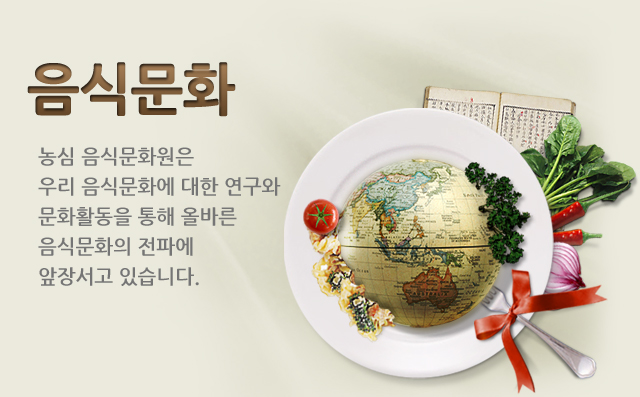 음식문화
농심 음식문화원은
우리 음식문화에 대한 연구와
문화활동을 통해 올바른
음식문화의 전파에
앞장서고 있습니다.
AUSTRALIA